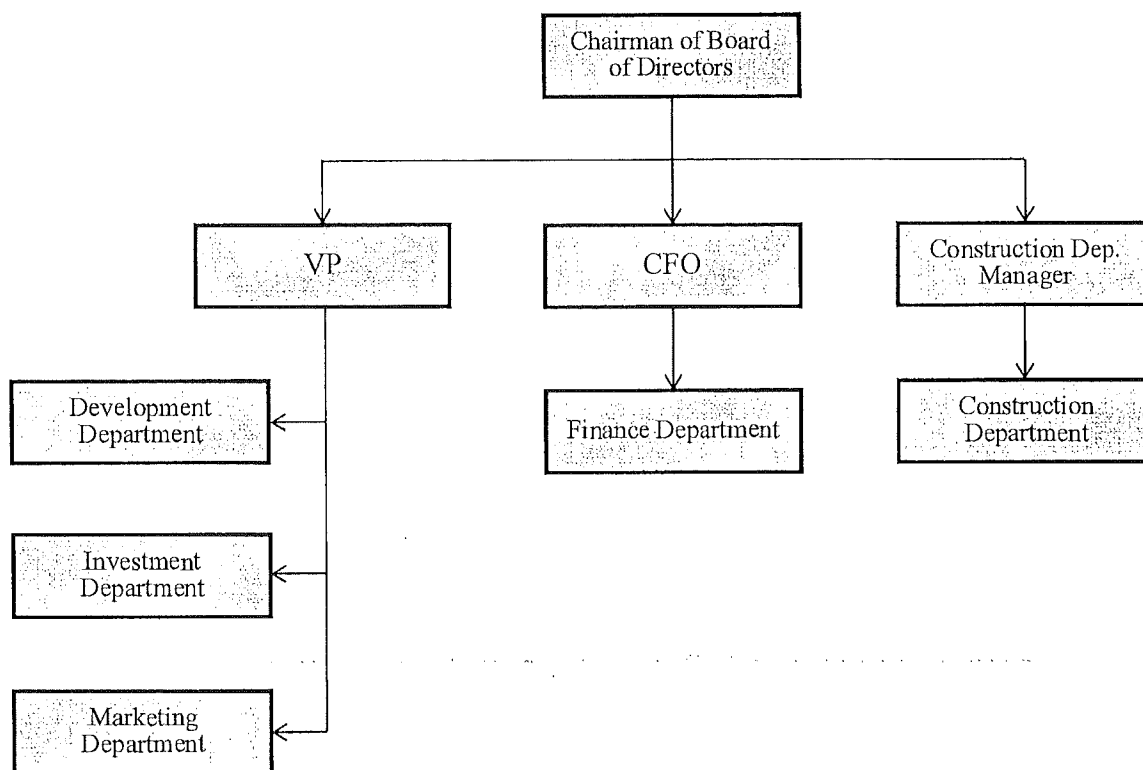 Chairman of Board
of Directors
VP
CFO
Construction Dep.
Manager
Development
Department
Finance Department
Construction
Department
Investment
Department
Marketing
Department